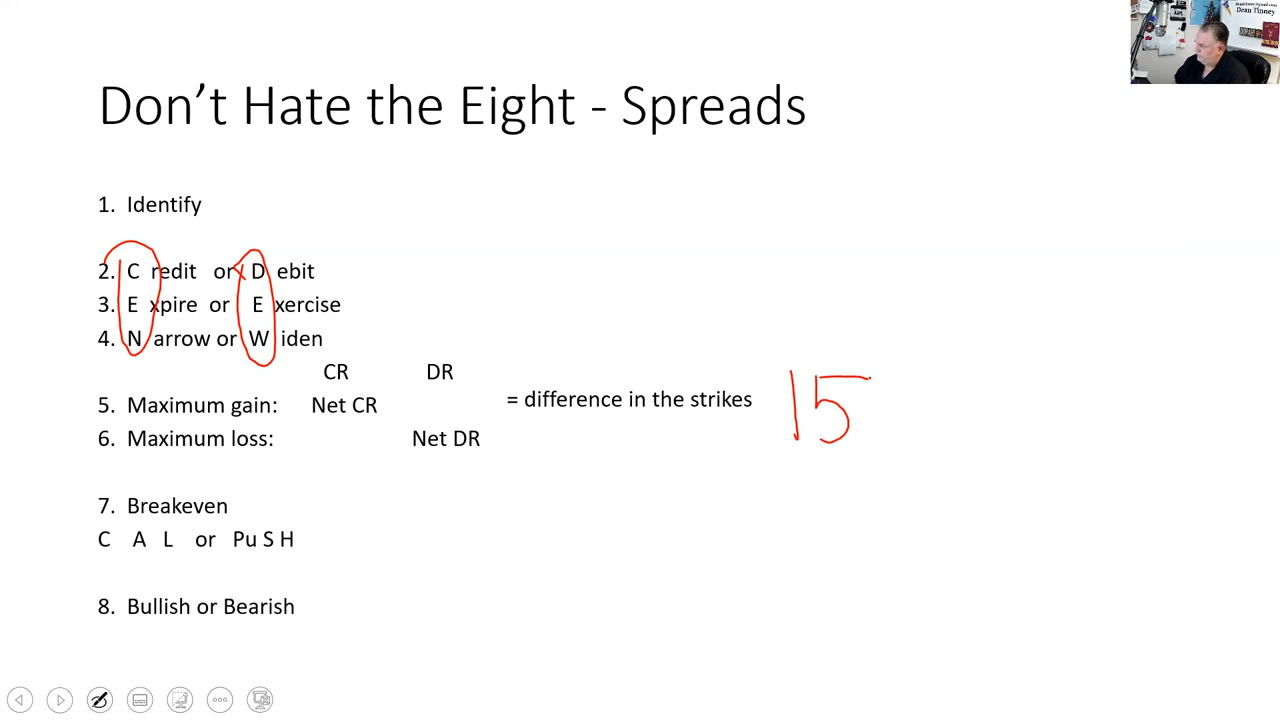 Dean Tinney
Don't Hate the Eight - Spreads
1. Identify
2. C redit or D ebit
3. E xpire or E xercise
4. N arrow or W iden
CR DR
5. Maximum gain: Net CR = difference in the strikes 15
6. Maximum loss: Net DR
7. Breakeven
C A L or Pu S H
8. Bullish or Bearish